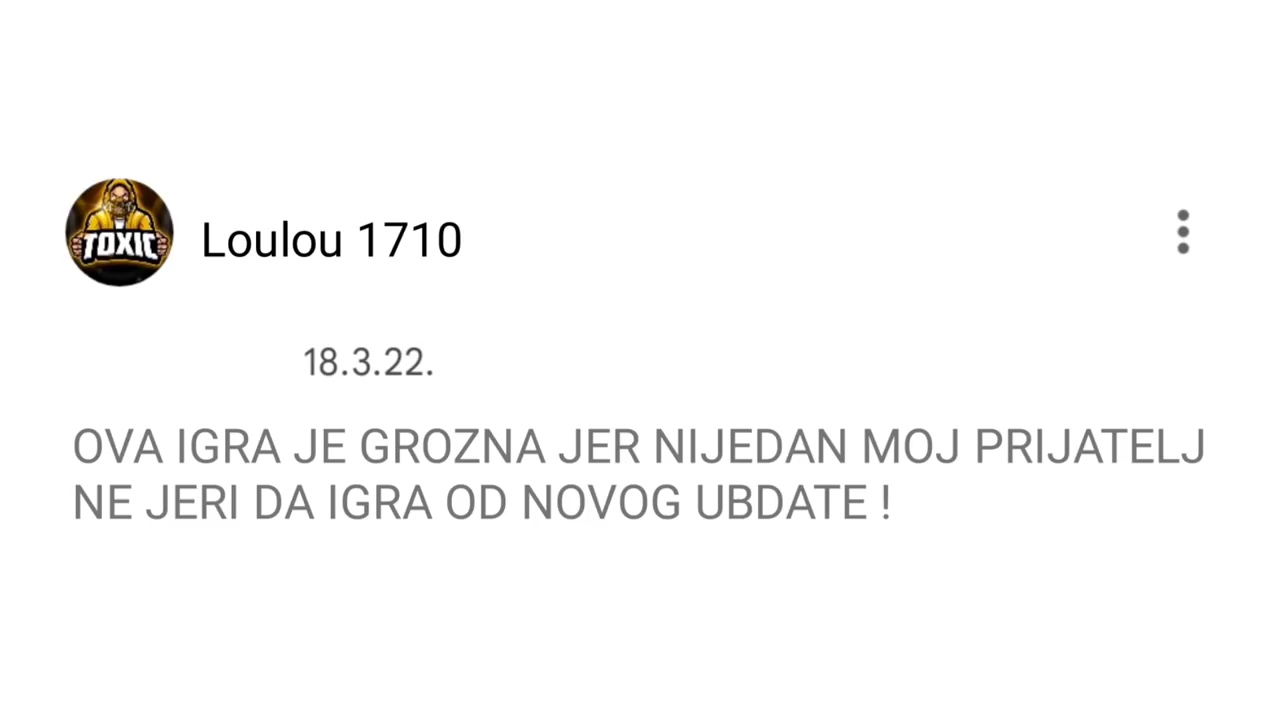 TOXIC
Loulou 1710
18.3.22.
OVA IGRA JE GROZNA JER NIJEDAN MOJ PRIJATELJ
NE JERI DA IGRA OD NOVOG UBDATE !